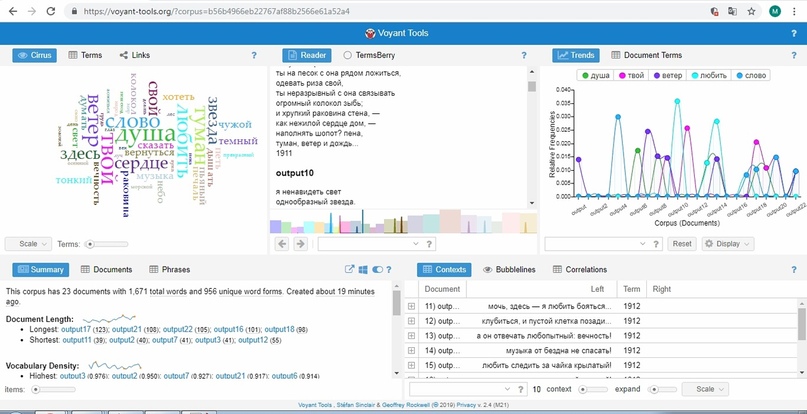 https://voyant-tools.org/?corpus=b56b4966eb22767af88b2566e61a52a4
Voyant Tools
Cirrus Terms Links
Reader TermsBerry
Trends Document Terms
слово
душа
твой
любить
туман
сердце
ветер
свой
звезда
здесь
вечность
раковина
хотеть
чужой
темный
сказать
вернуться
музыка
небо
тонкий
думать
свет
колокол
петь
Scale Terms:
ты на песок с она рядом ложиться,
одевать риза свой,
ты неразрывный с она связывать
огромный колокол зыбь;
и хрупкий раковина стена, —
как нежилой сердце дом, —
наполнять шопот? пена,
туман, ветер и дождь...
1911
output10
я ненавидеть свет
однообразный звезда.
душа твой ветер любить слово
0.040
0.035
0.030
0.025
0.020
0.015
0.010
0.005
0.000
Relative Frequencies
output output2 output4 output6 output8 output10 output12 output14 output16 output18 output20 output22
Corpus (Documents)
Reset Display
Summary Documents Phrases
This corpus has 23 documents with 1,671 total words and 956 unique word forms. Created about 19 minutes
ago.
Document Length:
Longest: output17 (123); output21 (108); output22 (105); output16 (101); output18 (98)
Shortest: output11 (39); output2 (40); output7 (41); output3 (41); output12 (55)
Vocabulary Density:
Highest: output3 (0.976); output2 (0.950); output7 (0.927); output21 (0.917); output6 (0.914)
items:
Contexts Bubblelines Correlations
Document Left Term Right
11) outp... мочь, здесь — я любить бояться... 1912
12) outp... клубиться, и пустой клетка позади... 1912
13) outp... а он отвечать любопытный: вечность! 1912
14) outp... музыка от бездна не спасать! 1912
15) outp... любить следить за чайка крылатый! 1912
10 context expand Scale
Voyant Tools , Stéfan Sinclair & Geoffrey Rockwell (© 2019) Privacy v. 2.4 (M21)